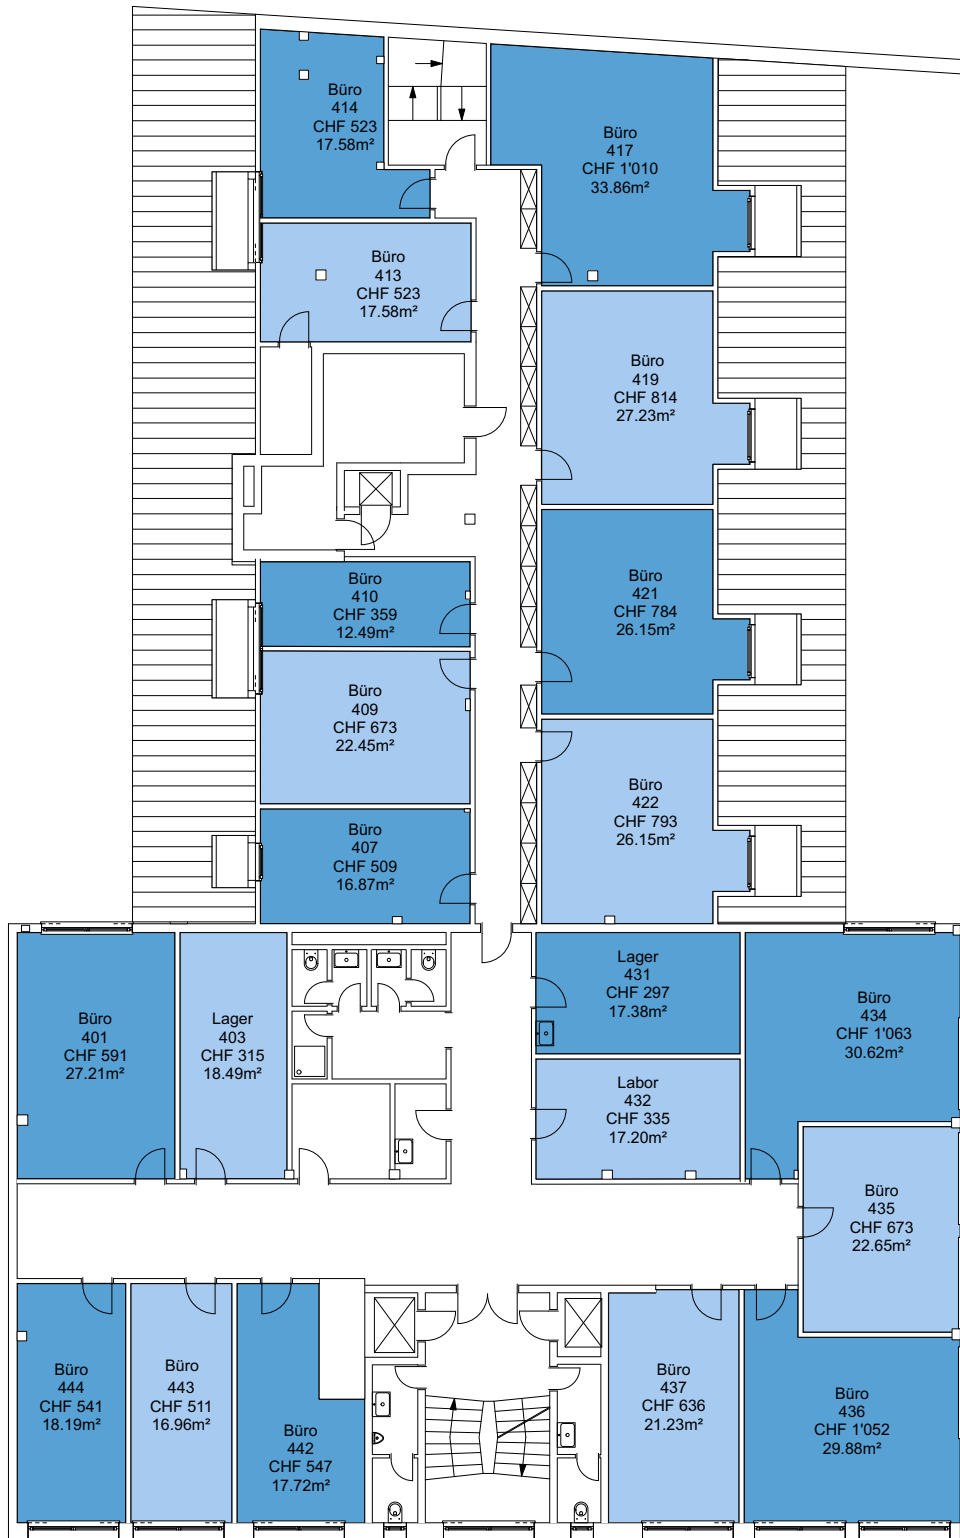 Büro
414
CHF 523
17.58m²
Büro
417
CHF 1'010
33.86m²
Büro
413
CHF 523
17.58m²
Büro
419
CHF 814
27.23m²
Büro
410
CHF 359
12.49m²
Büro
421
CHF 784
26.15m²
Büro
409
CHF 673
22.45m²
Büro
422
CHF 793
26.15m²
Büro
407
CHF 509
16.87m²
Büro
401
CHF 591
27.21m²
Lager
403
CHF 315
18.49m²
Lager
431
CHF 297
17.38m²
Büro
434
CHF 1'063
30.62m²
Labor
432
CHF 335
17.20m²
Büro
435
CHF 673
22.65m²
Büro
444
CHF 541
18.19m²
Büro
443
CHF 511
16.96m²
Büro
442
CHF 547
17.72m²
Büro
437
CHF 636
21.23m²
Büro
436
CHF 1'052
29.88m²